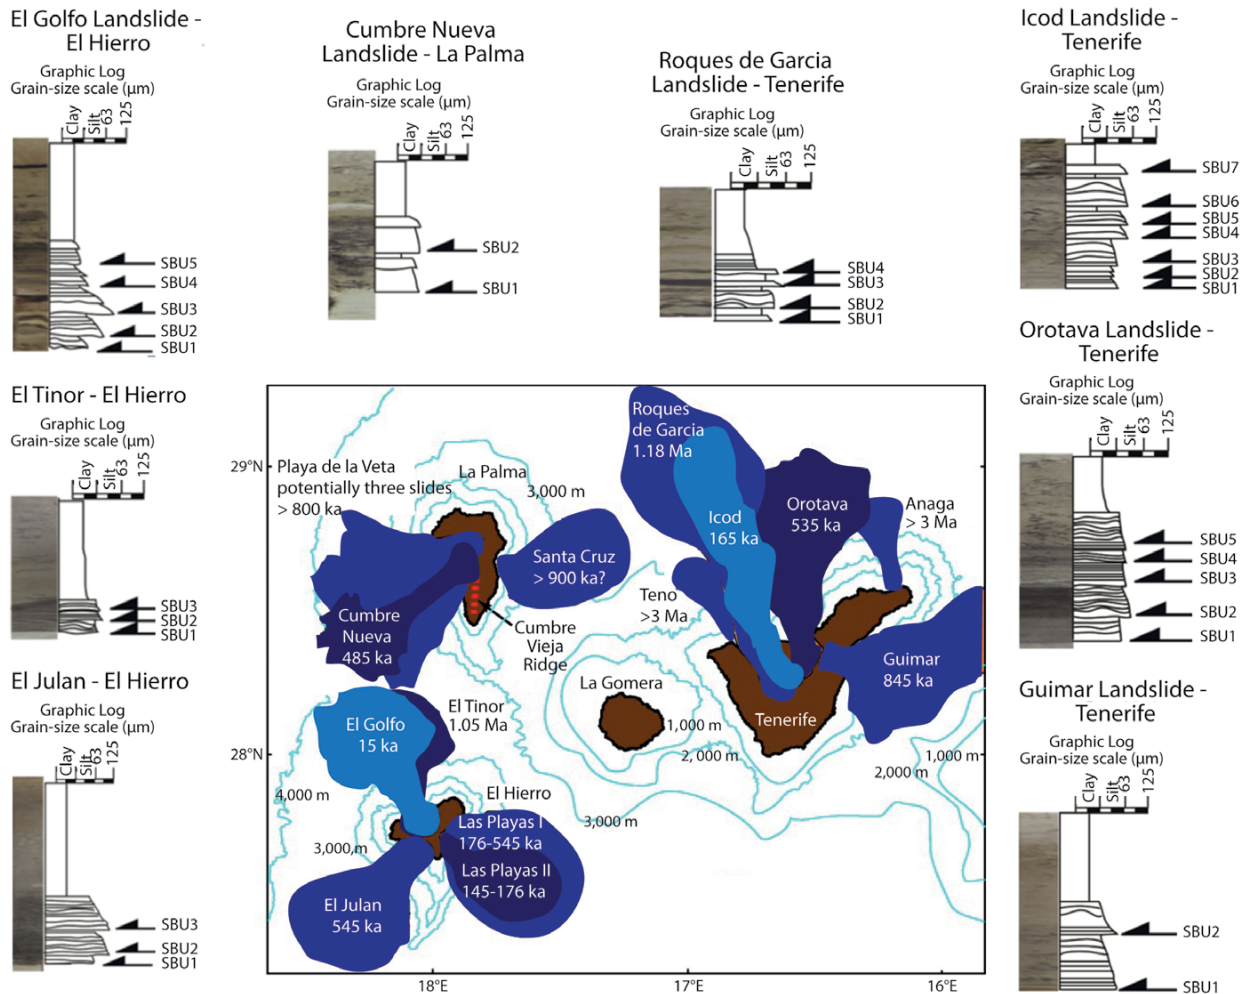 El Golfo Landslide -
El Hierro
Graphic Log
Grain-size scale (µm)
Clay
Silt
63
125
SBU5
SBU4
SBU3
SBU2
SBU1
Cumbre Nueva
Landslide - La Palma
Graphic Log
Grain-size scale (µm)
Clay
Silt
63
125
SBU2
SBU1
Roques de Garcia
Landslide - Tenerife
Graphic Log
Grain-size scale (µm)
Clay
Silt
63
125
SBU4
SBU3
SBU2
SBU1
Icod Landslide -
Tenerife
Graphic Log
Grain-size scale (µm)
Clay
Silt
63
125
SBU7
SBU6
SBU5
SBU4
SBU3
SBU2
SBU1
El Tinor - El Hierro
Graphic Log
Grain-size scale (µm)
Clay
Silt
63
125
SBU3
SBU2
SBU1
El Julan - El Hierro
Graphic Log
Grain-size scale (µm)
Clay
Silt
63
125
SBU3
SBU2
SBU1
Orotava Landslide -
Tenerife
Graphic Log
Grain-size scale (µm)
Clay
Silt
63
125
SBU5
SBU4
SBU3
SBU2
SBU1
Guimar Landslide -
Tenerife
Graphic Log
Grain-size scale (µm)
Clay
Silt
63
125
SBU2
SBU1
29°N
28°N
18°E
17°E
16°E
Playa de la Veta
potentially three slides
> 800 ka
La Palma
3,000 m
Santa Cruz
> 900 ka?
Cumbre
Nueva
485 ka
Cumbre
Vieja
Ridge
Roques
de Garcia
1.18 Ma
Icod
165 ka
Orotava
535 ka
Anaga
> 3 Ma
Teno
>3 Ma
Guimar
845 ka
La Gomera
Tenerife
1,000 m
2,000 m
1,000 m
2,000 m
3,000 m
El Golfo
15 ka
El Tinor
1.05 Ma
4,000 m
3,000 m
El Hierro
Las Playas I
176-545 ka
Las Playas II
145-176 ka
El Julan
545 ka